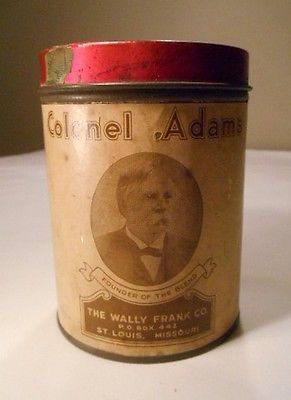 Colonel Adams
FOUNDER OF THE BLEND
THE WALLY FRANK CO
P.O. BOX 442
ST. LOUIS, MISSOURI